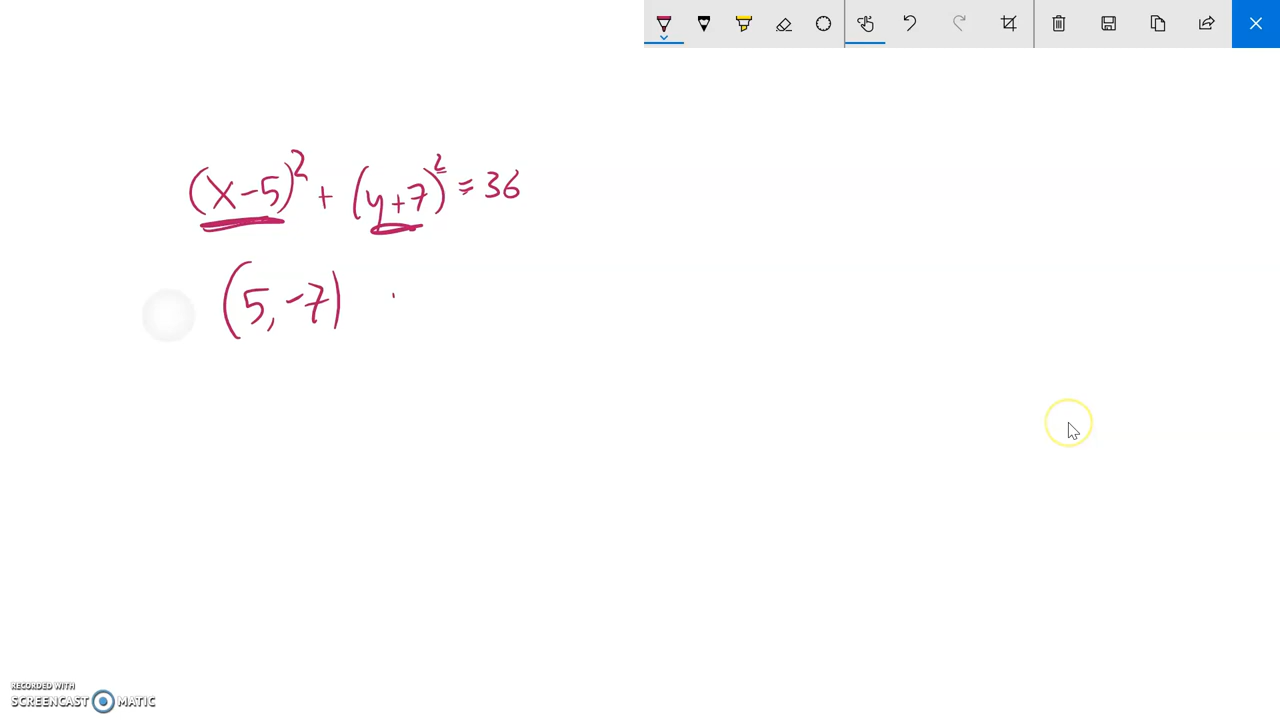 (x-5)² + (y+7)² = 36
(5, -7)
RECORDED WITH
SCREENCAST MATIC